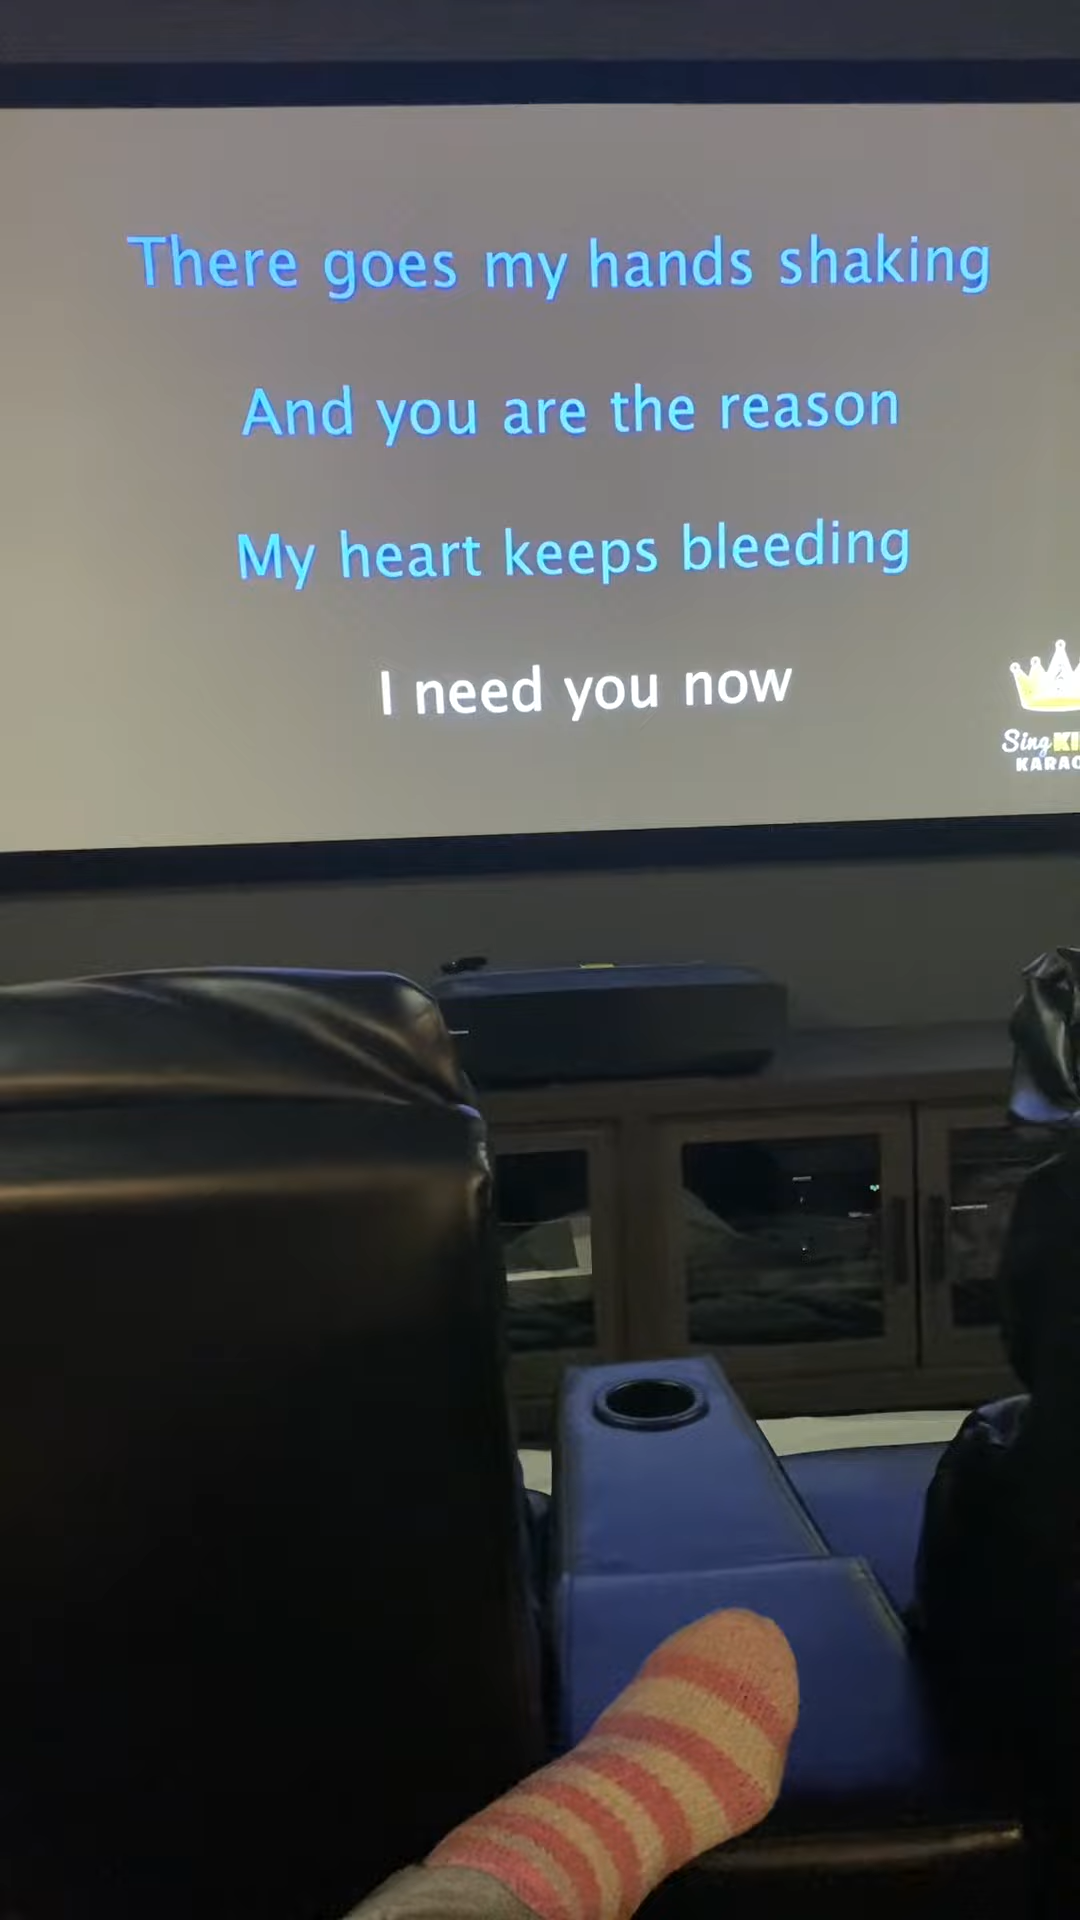 There goes my hands shaking
And you are the reason
My heart keeps bleeding
I need you now
Sing KI
KARAO